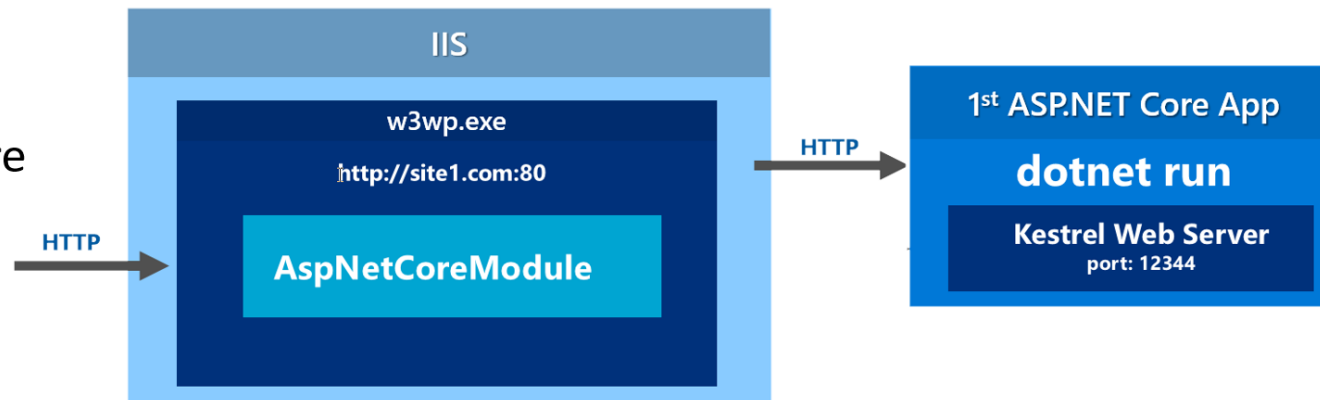 IIS
w3wp.exe
http://site1.com:80
AspNetCoreModule
re
HTTP
HTTP
1st ASP.NET Core App
dotnet run
Kestrel Web Server
port: 12344